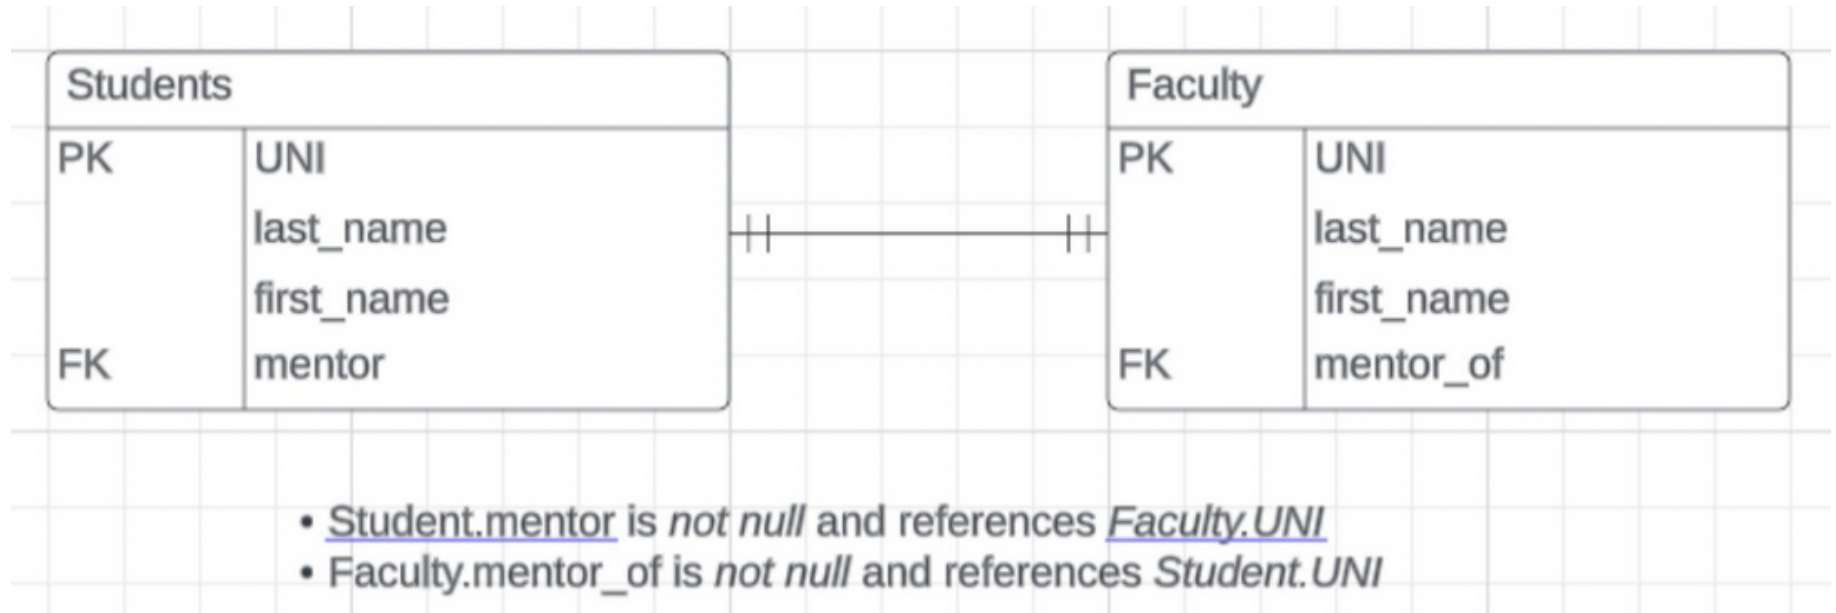 Students
PK UNI
last_name
first_name
FK mentor
Faculty
PK UNI
last_name
first_name
FK mentor_of
• Student.mentor is not null and references Faculty.UNI
• Faculty.mentor_of is not null and references Student.UNI